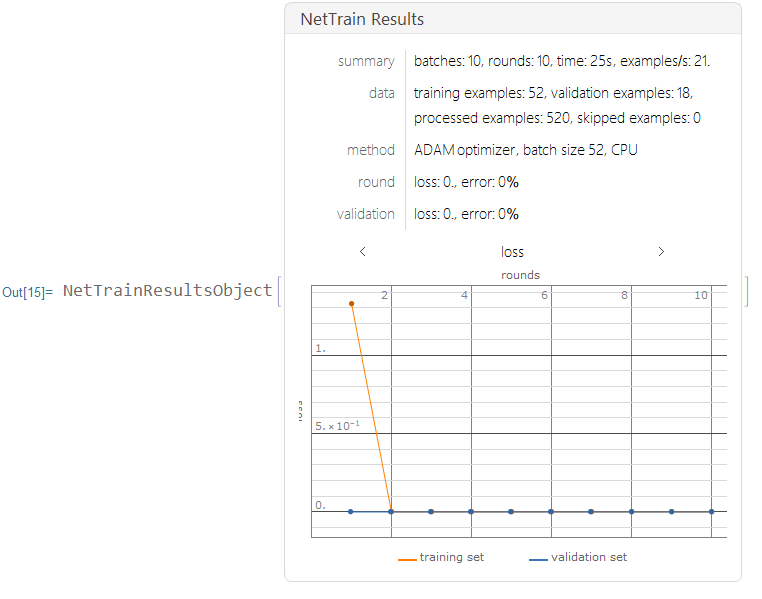 NetTrain Results
summary batches: 10, rounds: 10, time: 25s, examples/s: 21.
data training examples: 52, validation examples: 18,
processed examples: 520, skipped examples: 0
method ADAM optimizer, batch size 52, CPU
round loss: 0., error: 0%
validation loss: 0., error: 0%
< loss >
Out[15]= NetTrainResultsObject[ ]
rounds
2 4 6 8 10
1.
loss
5.×10⁻¹
0.
training set validation set